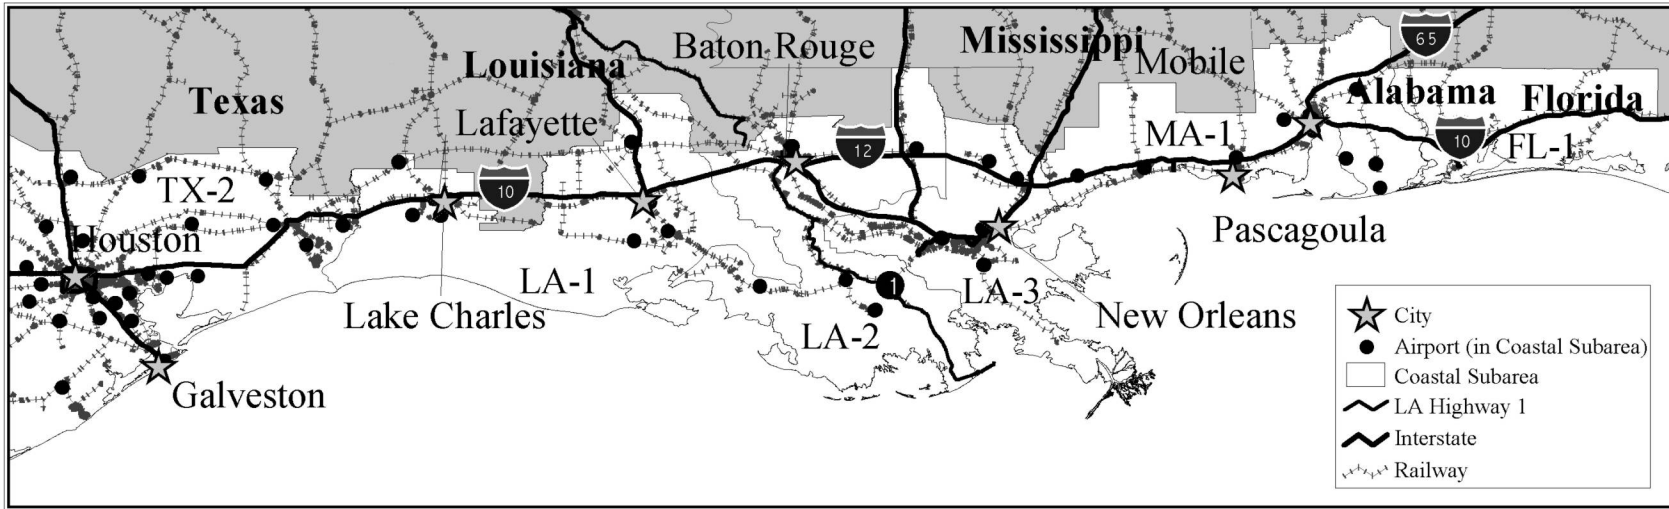 65
Baton Rouge
Mississippi
Mobile
Louisiana
Texas
Alabama
Florida
Lafayette
12
MA-1
10
FL-1
TX-2
10
Houston
Pascagoula
LA-1
1
LA-3
Lake Charles
New Orleans
LA-2
Galveston
City
Airport (in Coastal Subarea)
Coastal Subarea
LA Highway 1
Interstate
Railway